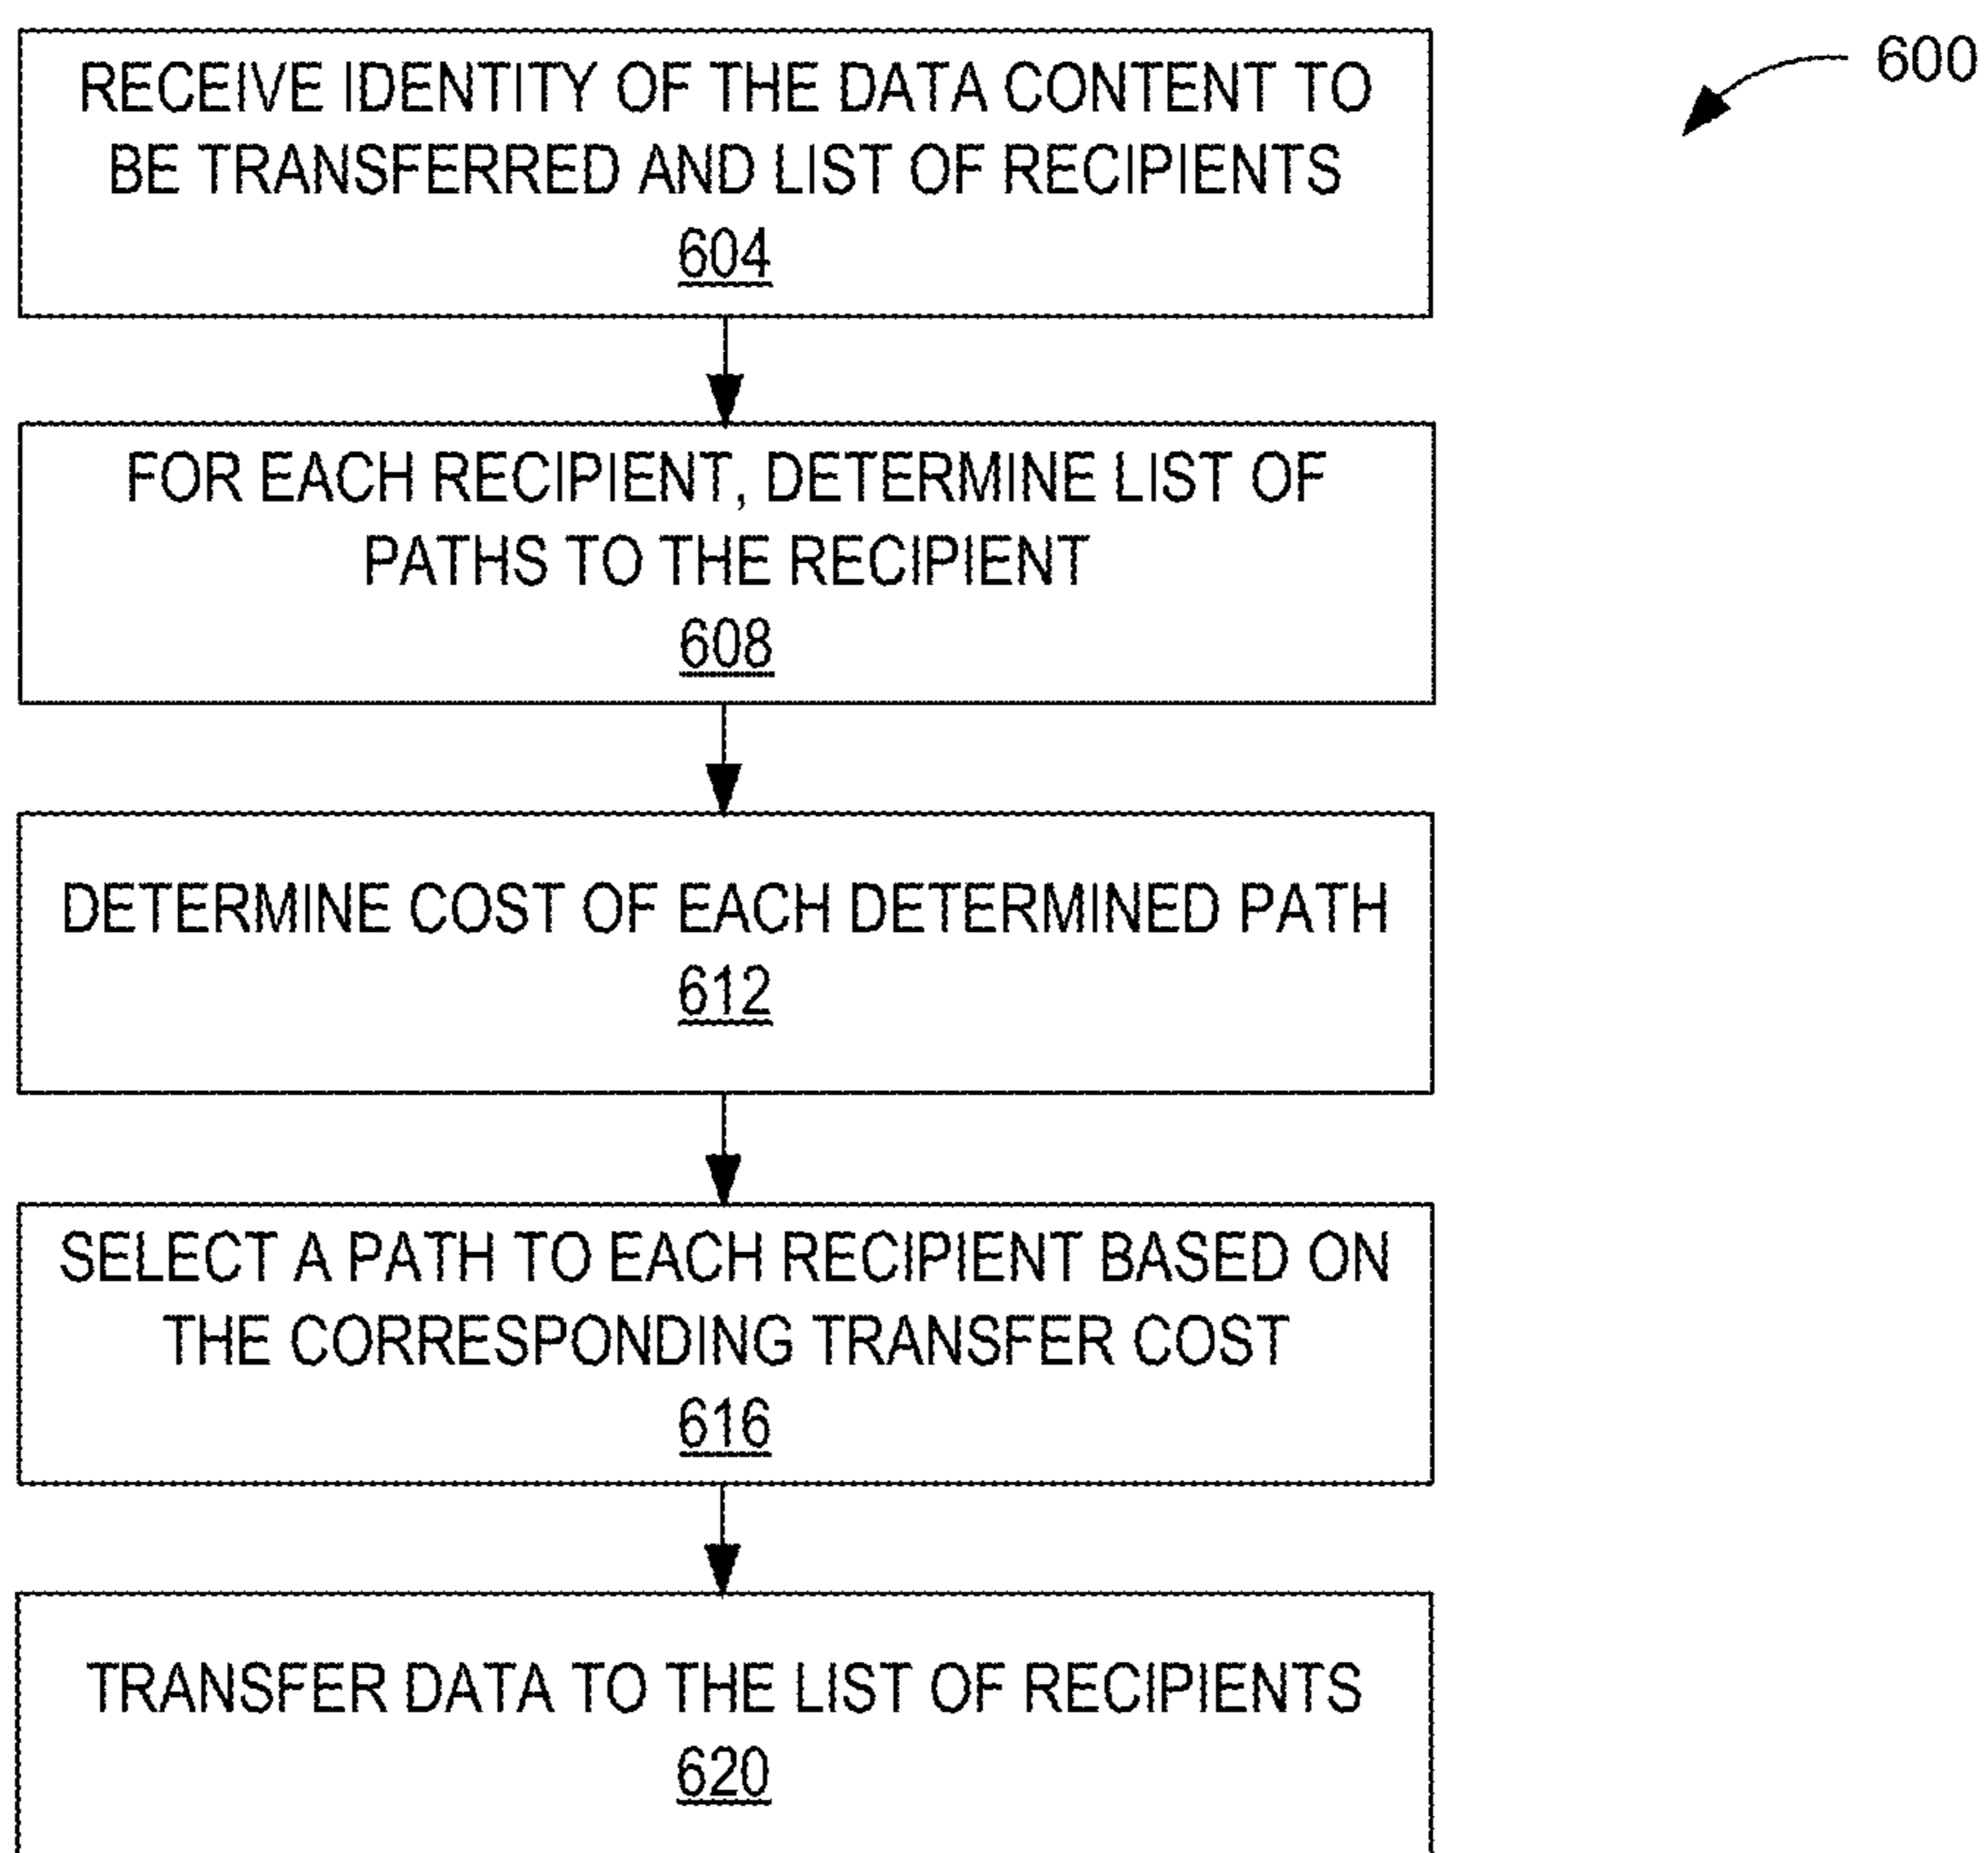 RECEIVE IDENTITY OF THE DATA CONTENT TO
BE TRANSFERRED AND LIST OF RECIPIENTS
604
600
FOR EACH RECIPIENT, DETERMINE LIST OF
PATHS TO THE RECIPIENT
608
DETERMINE COST OF EACH DETERMINED PATH
612
SELECT A PATH TO EACH RECIPIENT BASED ON
THE CORRESPONDING TRANSFER COST
616
TRANSFER DATA TO THE LIST OF RECIPIENTS
620